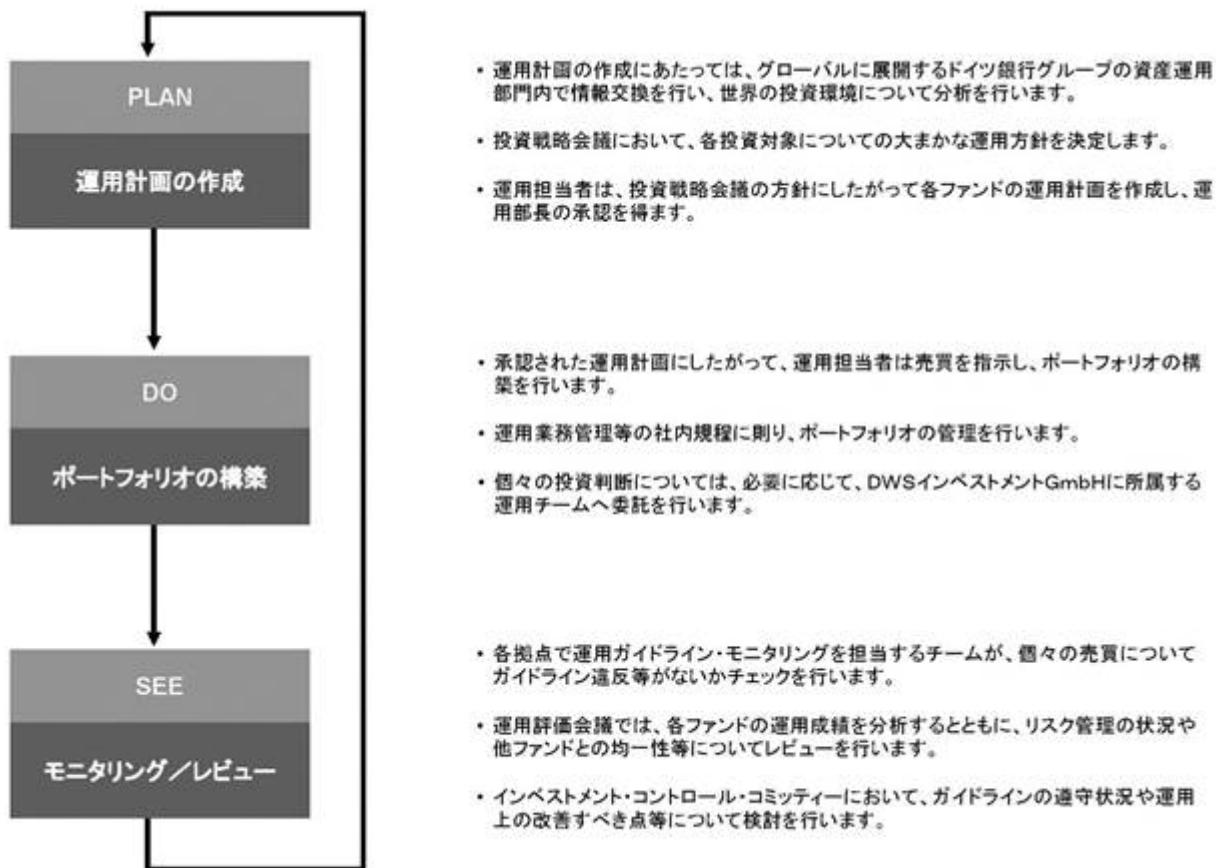 PLAN
運用計画の作成
・運用計画の作成にあたっては、グローバルに展開するドイツ銀行グループの資産運用
部門内で情報交換を行い、世界の投資環境について分析を行います。
・投資戦略会議において、各投資対象についての大まかな運用方針を決定します。
・運用担当者は、投資戦略会議の方針にしたがって各ファンドの運用計画を作成し、運
用部長の承認を得ます。
DO
ポートフォリオの構築
・承認された運用計画にしたがって、運用担当者は売買を指示し、ポートフォリオの構
築を行います。
・運用業務管理等の社内規程に則り、ポートフォリオの管理を行います。
・個々の投資判断については、必要に応じて、DWSインベストメントGmbHに所属する
運用チームへ委託を行います。
SEE
モニタリング／レビュー
・各拠点で運用ガイドライン・モニタリングを担当するチームが、個々の売買について
ガイドライン違反等がないかチェックを行います。
・運用評価会議では、各ファンドの運用成績を分析するとともに、リスク管理の状況や
他ファンドとの均一性等についてレビューを行います。
・インベストメント・コントロール・コミッティーにおいて、ガイドラインの遵守状況や運用
上の改善すべき点等について検討を行います。